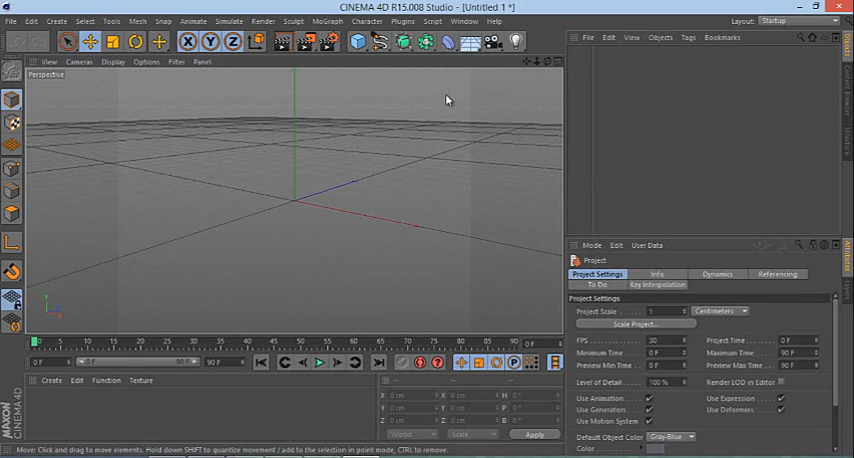 CINEMA 4D R15.008 Studio - [Untitled 1 *]
File Edit Create Select Tools Mesh Snap Animate Simulate Render Sculpt MoGraph Character Plugins Script Window Help Layout: Startup
X Y Z
File Edit View Objects Tags Bookmarks
View Cameras Display Options Filter Panel
Perspective
Objects
Content Browser
Structure
Y
Mode Edit User Data
Project
Project Settings Info Dynamics Referencing
To Do Key Interpolation
Project Settings
Project Scale 1 Centimeters
Scale Project...
FPS 30 Project Time 0 F
Minimum Time 0 F Maximum Time 90 F
Preview Min Time 0 F Preview Max Time 90 F
Level of Detail 100 % Render LOD in Editor
Use Animation Use Expression
Use Generators Use Deformers
Use Motion System
Default Object Color Gray-Blue
Color
Attributes
Layers
0 5 10 15 20 25 30 35 40 45 50 55 60 65 70 75 80 85 90 0 F
0 F 0 F 90 F 90 F
P
Create Edit Function Texture
-- -- --
X 0 cm X 0 cm H 0 °
Y 0 cm Y 0 cm P 0 °
Z 0 cm Z 0 cm B 0 °
World Scale Apply
MAXON
CINEMA 4D
Move: Click and drag to move elements. Hold down SHIFT to quantize movement / add to the selection in point mode, CTRL to remove.